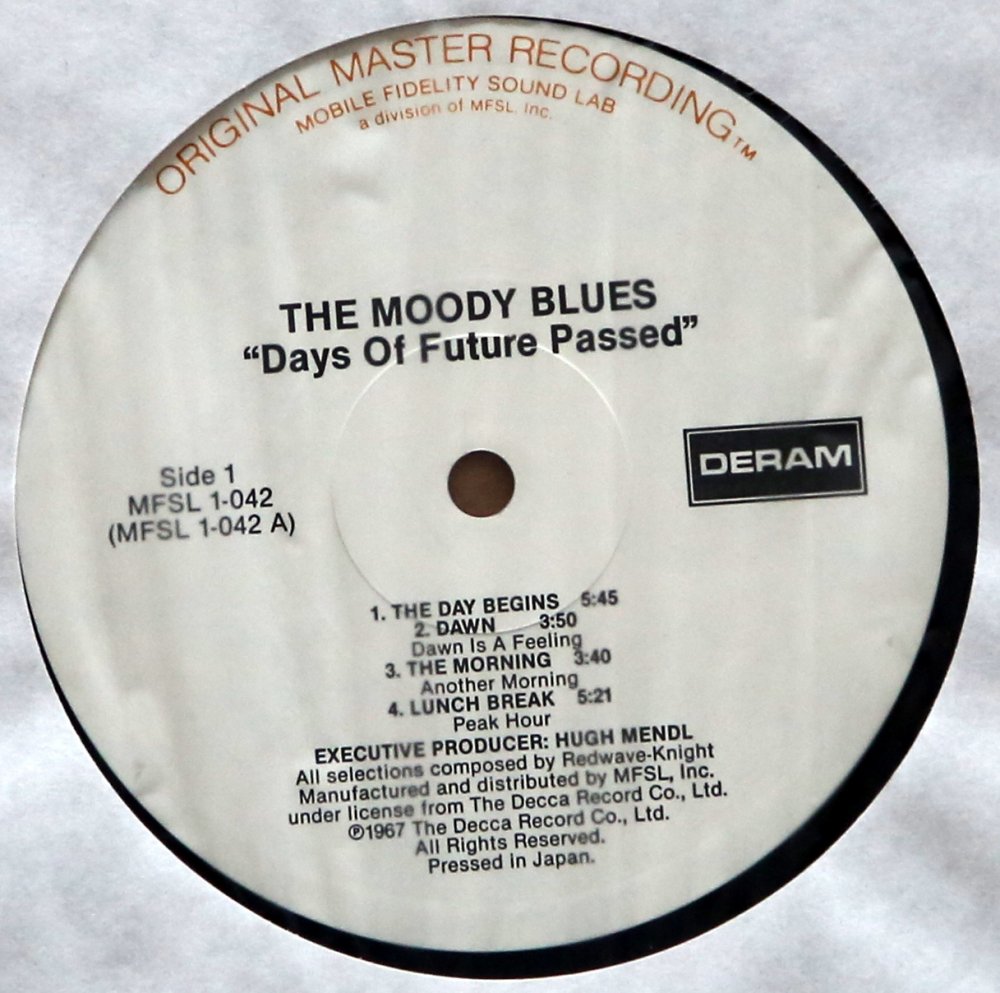 ORIGINAL MASTER RECORDING™
MOBILE FIDELITY SOUND LAB
a division of MFSL. Inc.
THE MOODY BLUES
“Days Of Future Passed”
DERAM
Side 1
MFSL 1-042
(MFSL 1-042 A)
1. THE DAY BEGINS 5:45
2. DAWN 3:50
Dawn Is A Feeling
3. THE MORNING 3:40
Another Morning
4. LUNCH BREAK 5:21
Peak Hour
EXECUTIVE PRODUCER: HUGH MENDL
All selections composed by Redwave-Knight
Manufactured and distributed by MFSL, Inc.
under license from The Decca Record Co., Ltd.
℗1967 The Decca Record Co., Ltd.
All Rights Reserved.
Pressed in Japan.